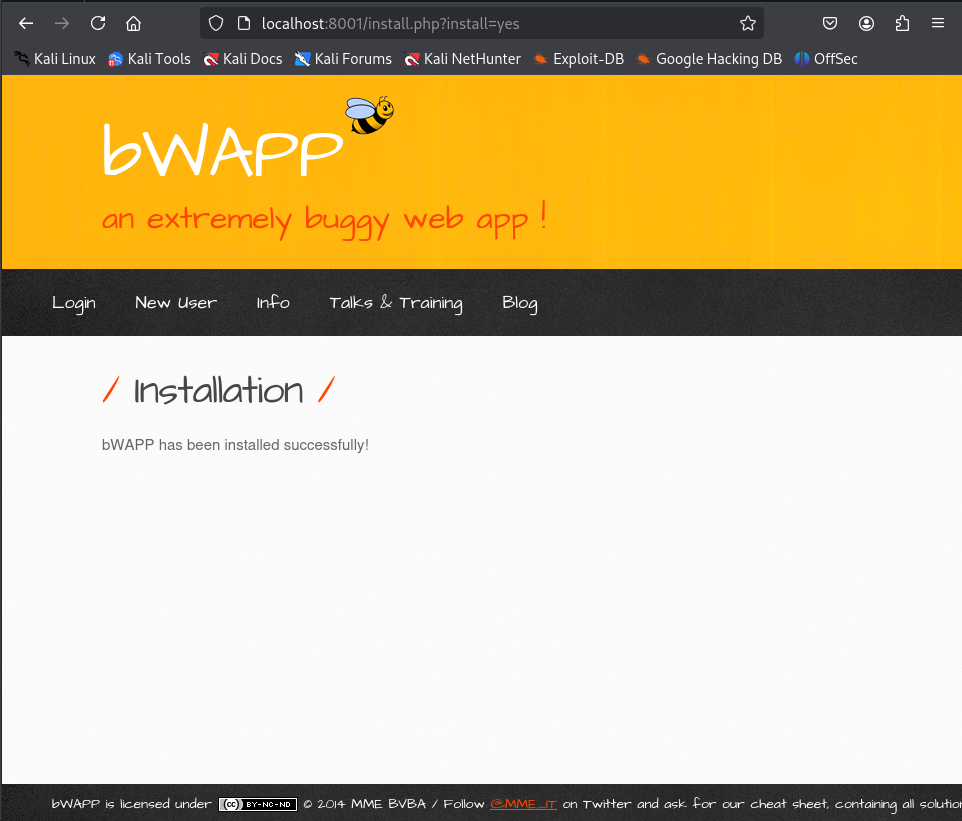 localhost:8001/install.php?install=yes
Kali Linux Kali Tools Kali Docs Kali Forums Kali NetHunter Exploit-DB Google Hacking DB OffSec
bWAPP
an extremely buggy web app !
Login New User Info Talks & Training Blog
/ Installation /
bWAPP has been installed successfully!
bWAPP is licensed under cc BY-NC-ND © 2014 MME BVBA / Follow @MME_IT on Twitter and ask for our cheat sheet, containing all